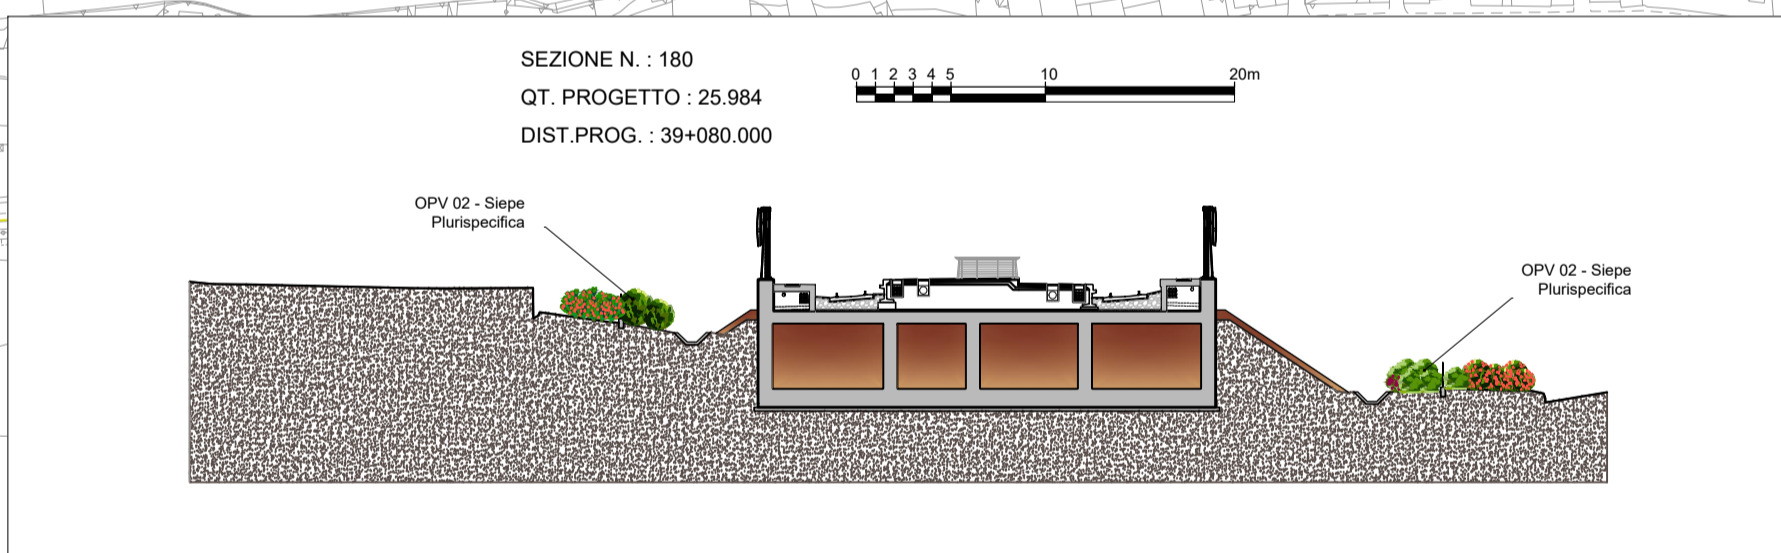 SEZIONE N. : 180
QT. PROGETTO : 25.984
DIST.PROG. : 39+080.000
0 1 2 3 4 5 10 20m
OPV 02 - Siepe
Plurispecifica
OPV 02 - Siepe
Plurispecifica